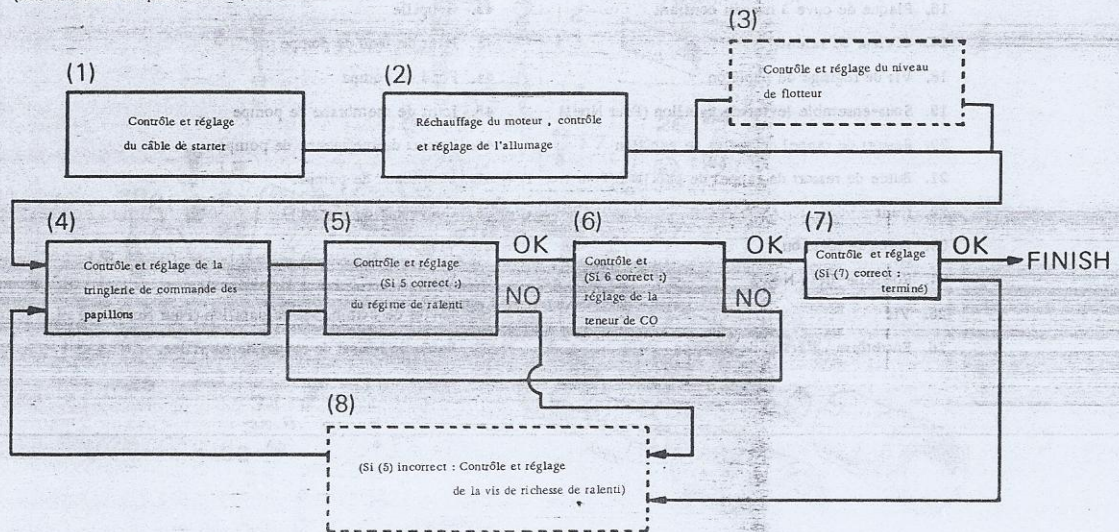 (3)
Contrôle et réglage du niveau
de flotteur
(1)
Contrôle et réglage
du câble de starter
(2)
Réchauffage du moteur , contrôle
et réglage de l'allumage
(4)
Contrôle et réglage de la
tringlerie de commande des
papillons
(5)
Contrôle et réglage
(Si 5 correct :)
du régime de ralenti
OK
NO
(6)
Contrôle et
(Si 6 correct :)
réglage de la
teneur de CO
OK
NO
(7)
Contrôle et réglage
(Si (7) correct :
terminé)
OK
FINISH
(8)
(Si (5) incorrect : Contrôle et réglage
de la vis de richesse de ralenti)